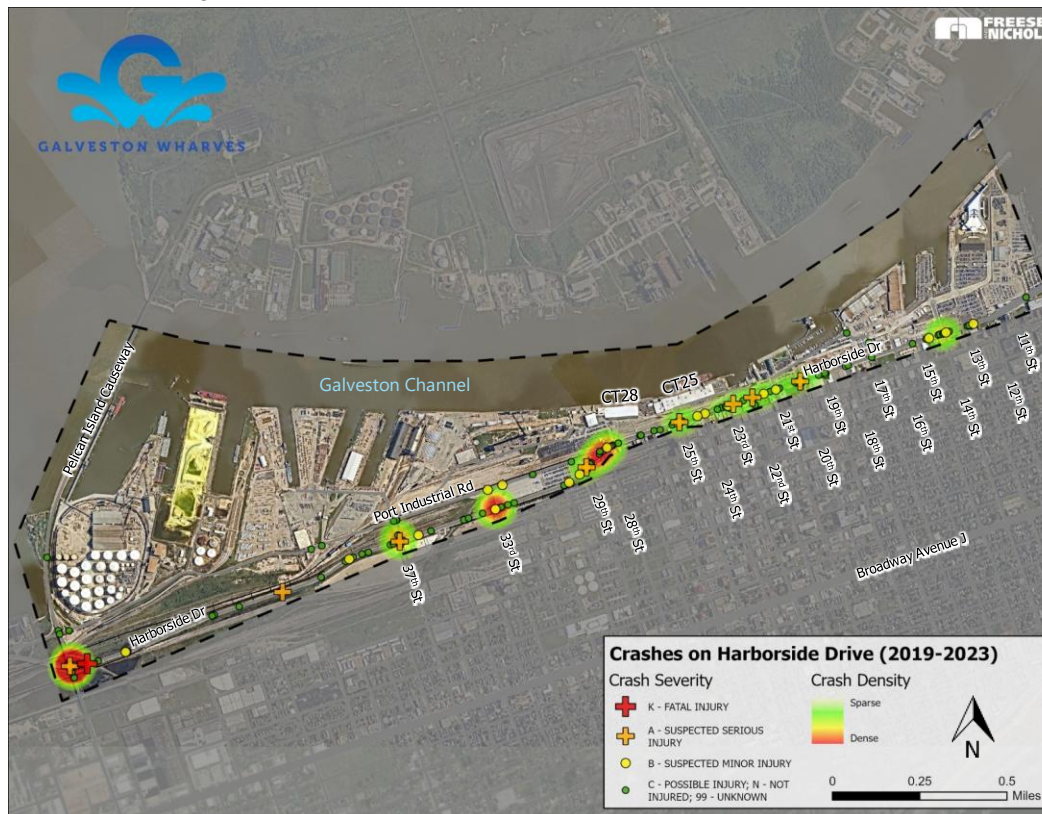 FREESE
NICHOL
GALVESTON WHARVES
Pelican Island Causeway
Galveston Channel
CT28
CT25
Harborside Dr
Port Industrial Rd
Harborside Dr
37th St
33rd St
29th St
28th St
25th St
24th St
23rd St
22nd St
21st St
20th St
19th St
18th St
17th St
16th St
15th St
14th St
13th St
12th St
11th St
Broadway Avenue J
Crashes on Harborside Drive (2019-2023)
Crash Severity
K - FATAL INJURY
A - SUSPECTED SERIOUS
INJURY
B - SUSPECTED MINOR INJURY
C - POSSIBLE INJURY; N - NOT
INJURED; 99 - UNKNOWN
Crash Density
Sparse
Dense
N
0 0.25 0.5
Miles